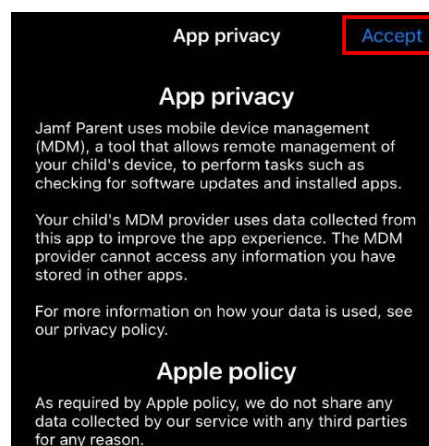 App privacy Accept
App privacy
Jamf Parent uses mobile device management
(MDM), a tool that allows remote management of
your child's device, to perform tasks such as
checking for software updates and installed apps.
Your child's MDM provider uses data collected from
this app to improve the app experience. The MDM
provider cannot access any information you have
stored in other apps.
For more information on how your data is used, see
our privacy policy.
Apple policy
As required by Apple policy, we do not share any
data collected by our service with any third parties
for any reason.